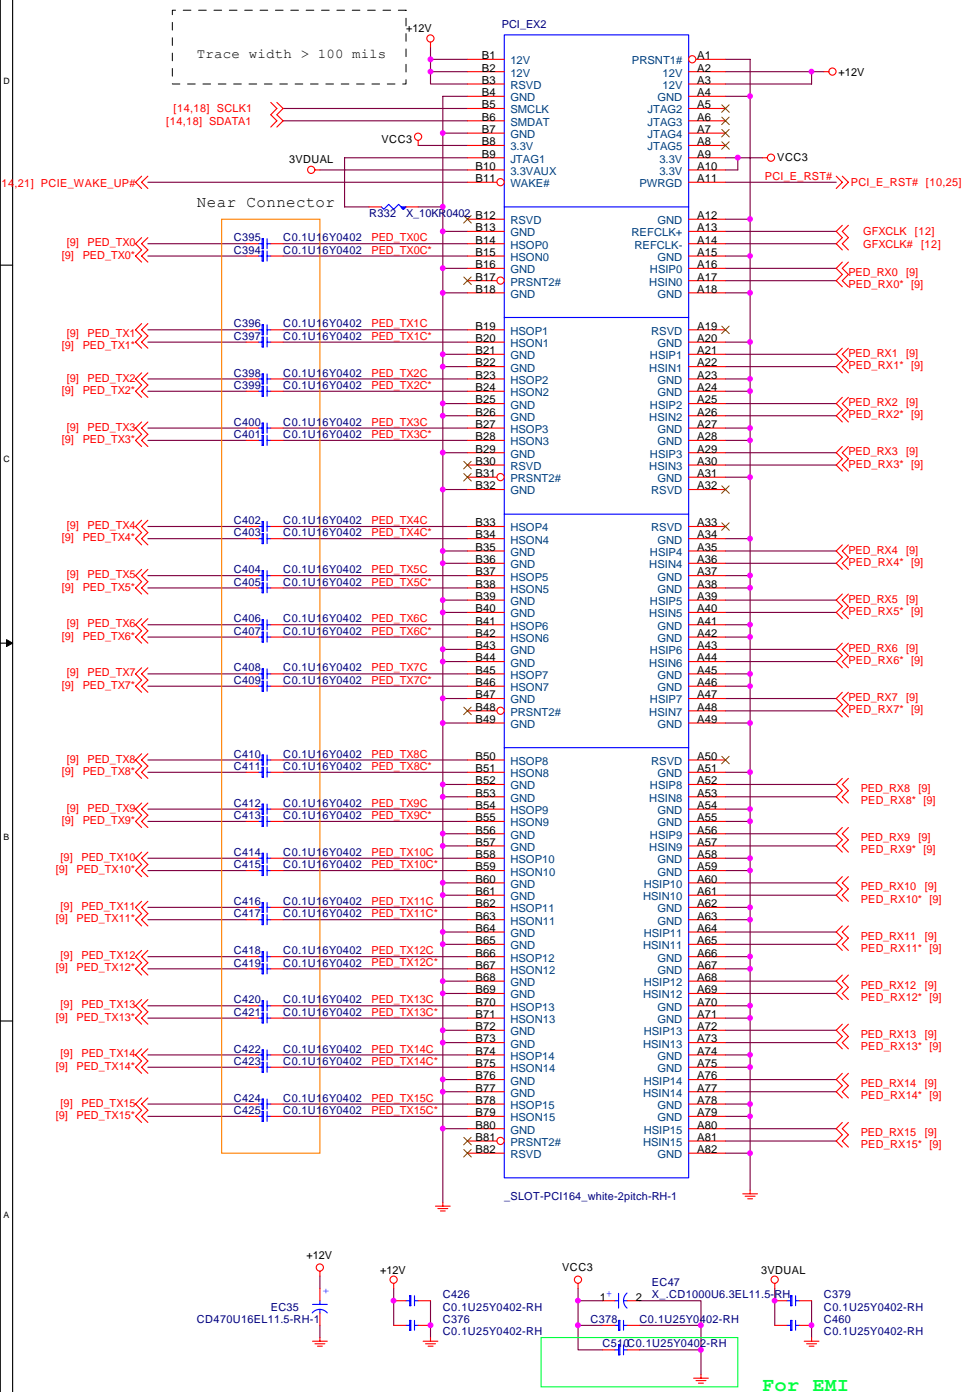 PCI_EX2
+12V
Trace width > 100 mils
D
B1 12V PRSNT1# A1
B2 12V 12V A2 +12V
B3 RSVD 12V A3
B4 GND GND A4
[14,18] SCLK1 B5 SMCLK JTAG2 A5
[14,18] SDATA1 B6 SMDAT JTAG3 A6
B7 GND JTAG4 A7
VCC3 B8 3.3V JTAG5 A8
B9 JTAG1 3.3V A9 VCC3
3VDUAL B10 3.3VAUX 3.3V A10
14,21] PCIE_WAKE_UP# B11 WAKE# PWRGD A11 PCI_E_RST# PCI_E_RST# [10,25]
Near Connector
R332 X_10KR0402
B12 RSVD GND A12
B13 GND REFCLK+ A13 GFXCLK [12]
[9] PED_TX0 C395 C0.1U16Y0402 PED_TX0C B14 HSOP0 REFCLK- A14 GFXCLK# [12]
[9] PED_TX0* C394 C0.1U16Y0402 PED_TX0C* B15 HSON0 GND A15
B16 GND HSIP0 A16 PED_RX0 [9]
B17 PRSNT2# HSIN0 A17 PED_RX0* [9]
B18 GND GND A18
[9] PED_TX1 C396 C0.1U16Y0402 PED_TX1C B19 HSOP1 RSVD A19
[9] PED_TX1* C397 C0.1U16Y0402 PED_TX1C* B20 HSON1 GND A20
B21 GND HSIP1 A21 PED_RX1 [9]
B22 GND HSIN1 A22 PED_RX1* [9]
[9] PED_TX2 C398 C0.1U16Y0402 PED_TX2C B23 HSOP2 GND A23
[9] PED_TX2* C399 C0.1U16Y0402 PED_TX2C* B24 HSON2 GND A24
B25 GND HSIP2 A25 PED_RX2 [9]
B26 GND HSIN2 A26 PED_RX2* [9]
[9] PED_TX3 C400 C0.1U16Y0402 PED_TX3C B27 HSOP3 GND A27
[9] PED_TX3* C401 C0.1U16Y0402 PED_TX3C* B28 HSON3 GND A28
B29 GND HSIP3 A29 PED_RX3 [9]
C
B30 RSVD HSIN3 A30 PED_RX3* [9]
B31 PRSNT2# GND A31
B32 GND RSVD A32
[9] PED_TX4 C402 C0.1U16Y0402 PED_TX4C B33 HSOP4 RSVD A33
[9] PED_TX4* C403 C0.1U16Y0402 PED_TX4C* B34 HSON4 GND A34
B35 GND HSIP4 A35 PED_RX4 [9]
B36 GND HSIN4 A36 PED_RX4* [9]
[9] PED_TX5 C404 C0.1U16Y0402 PED_TX5C B37 HSOP5 GND A37
[9] PED_TX5* C405 C0.1U16Y0402 PED_TX5C* B38 HSON5 GND A38
B39 GND HSIP5 A39 PED_RX5 [9]
B40 GND HSIN5 A40 PED_RX5* [9]
[9] PED_TX6 C406 C0.1U16Y0402 PED_TX6C B41 HSOP6 GND A41
[9] PED_TX6* C407 C0.1U16Y0402 PED_TX6C* B42 HSON6 GND A42
B43 GND HSIP6 A43 PED_RX6 [9]
B44 GND HSIN6 A44 PED_RX6* [9]
[9] PED_TX7 C408 C0.1U16Y0402 PED_TX7C B45 HSOP7 GND A45
[9] PED_TX7* C409 C0.1U16Y0402 PED_TX7C* B46 HSON7 GND A46
B47 GND HSIP7 A47 PED_RX7 [9]
B48 PRSNT2# HSIN7 A48 PED_RX7* [9]
B49 GND GND A49
[9] PED_TX8 C410 C0.1U16Y0402 PED_TX8C B50 HSOP8 RSVD A50
[9] PED_TX8* C411 C0.1U16Y0402 PED_TX8C* B51 HSON8 GND A51
B52 GND HSIP8 A52 PED_RX8 [9]
B53 GND HSIN8 A53 PED_RX8* [9]
[9] PED_TX9 C412 C0.1U16Y0402 PED_TX9C B54 HSOP9 GND A54
[9] PED_TX9* C413 C0.1U16Y0402 PED_TX9C* B55 HSON9 GND A55
B
B56 GND HSIP9 A56 PED_RX9 [9]
B57 GND HSIN9 A57 PED_RX9* [9]
[9] PED_TX10 C414 C0.1U16Y0402 PED_TX10C B58 HSOP10 GND A58
[9] PED_TX10* C415 C0.1U16Y0402 PED_TX10C* B59 HSON10 GND A59
B60 GND HSIP10 A60 PED_RX10 [9]
B61 GND HSIN10 A61 PED_RX10* [9]
[9] PED_TX11 C416 C0.1U16Y0402 PED_TX11C B62 HSOP11 GND A62
[9] PED_TX11* C417 C0.1U16Y0402 PED_TX11C* B63 HSON11 GND A63
B64 GND HSIP11 A64 PED_RX11 [9]
B65 GND HSIN11 A65 PED_RX11* [9]
[9] PED_TX12 C418 C0.1U16Y0402 PED_TX12C B66 HSOP12 GND A66
[9] PED_TX12* C419 C0.1U16Y0402 PED_TX12C* B67 HSON12 GND A67
B68 GND HSIP12 A68 PED_RX12 [9]
B69 GND HSIN12 A69 PED_RX12* [9]
[9] PED_TX13 C420 C0.1U16Y0402 PED_TX13C B70 HSOP13 GND A70
[9] PED_TX13* C421 C0.1U16Y0402 PED_TX13C* B71 HSON13 GND A71
B72 GND HSIP13 A72 PED_RX13 [9]
B73 GND HSIN13 A73 PED_RX13* [9]
[9] PED_TX14 C422 C0.1U16Y0402 PED_TX14C B74 HSOP14 GND A74
[9] PED_TX14* C423 C0.1U16Y0402 PED_TX14C* B75 HSON14 GND A75
B76 GND HSIP14 A76 PED_RX14 [9]
B77 GND HSIN14 A77 PED_RX14* [9]
[9] PED_TX15 C424 C0.1U16Y0402 PED_TX15C B78 HSOP15 GND A78
[9] PED_TX15* C425 C0.1U16Y0402 PED_TX15C* B79 HSON15 GND A79
B80 GND HSIP15 A80 PED_RX15 [9]
B81 PRSNT2# HSIN15 A81 PED_RX15* [9]
B82 RSVD GND A82
_SLOT-PCI164_white-2pitch-RH-1
A
+12V
EC35
CD470U16EL11.5-RH-1
+12V
C426
C0.1U25Y0402-RH
C376
C0.1U25Y0402-RH
VCC3
EC47
1 + 2 X_.CD1000U6.3EL11.5-RH
C378 C0.1U25Y0402-RH
C510 C0.1U25Y0402-RH
3VDUAL
C379
C0.1U25Y0402-RH
C460
C0.1U25Y0402-RH
For EMI